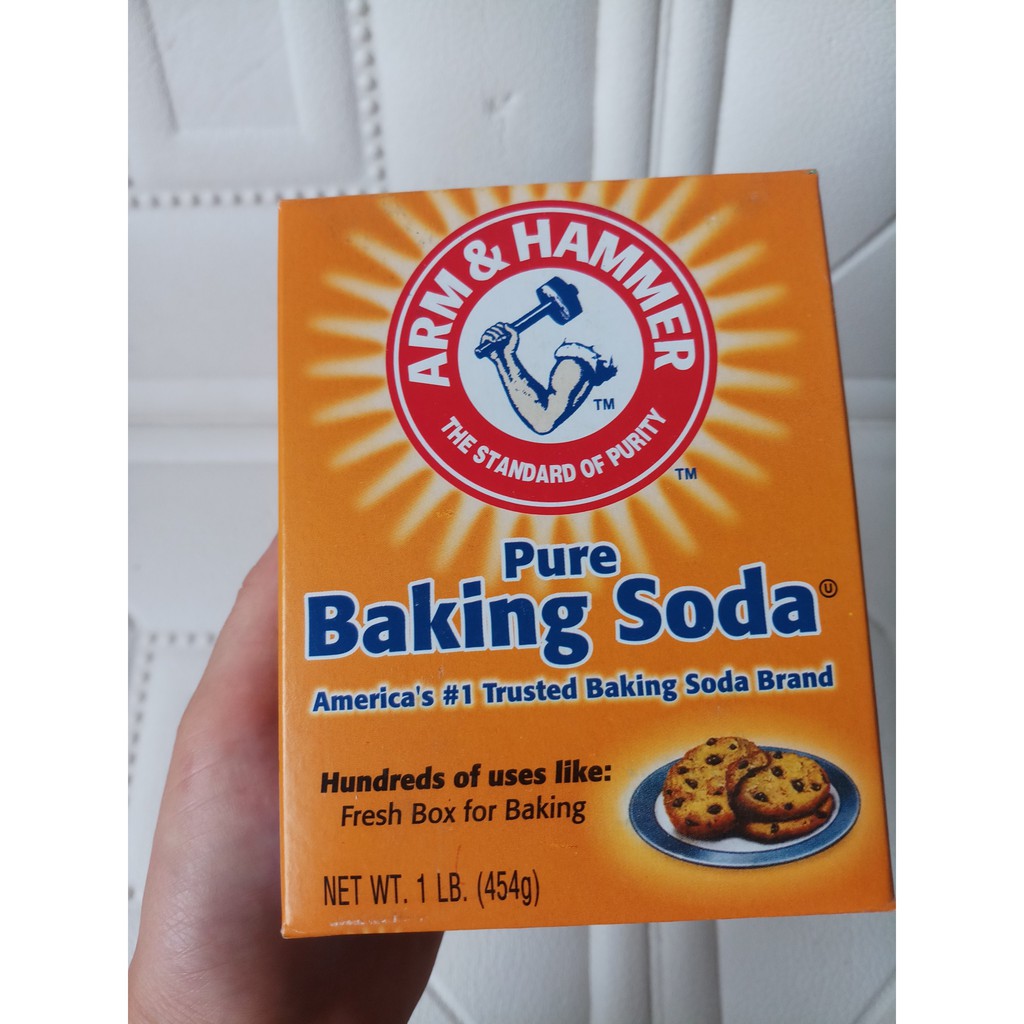 ARM & HAMMER
TM
THE STANDARD OF PURITY
TM
Pure
Baking Soda Ⓤ
America's #1 Trusted Baking Soda Brand
Hundreds of uses like:
Fresh Box for Baking
NET WT. 1 LB. (454g)